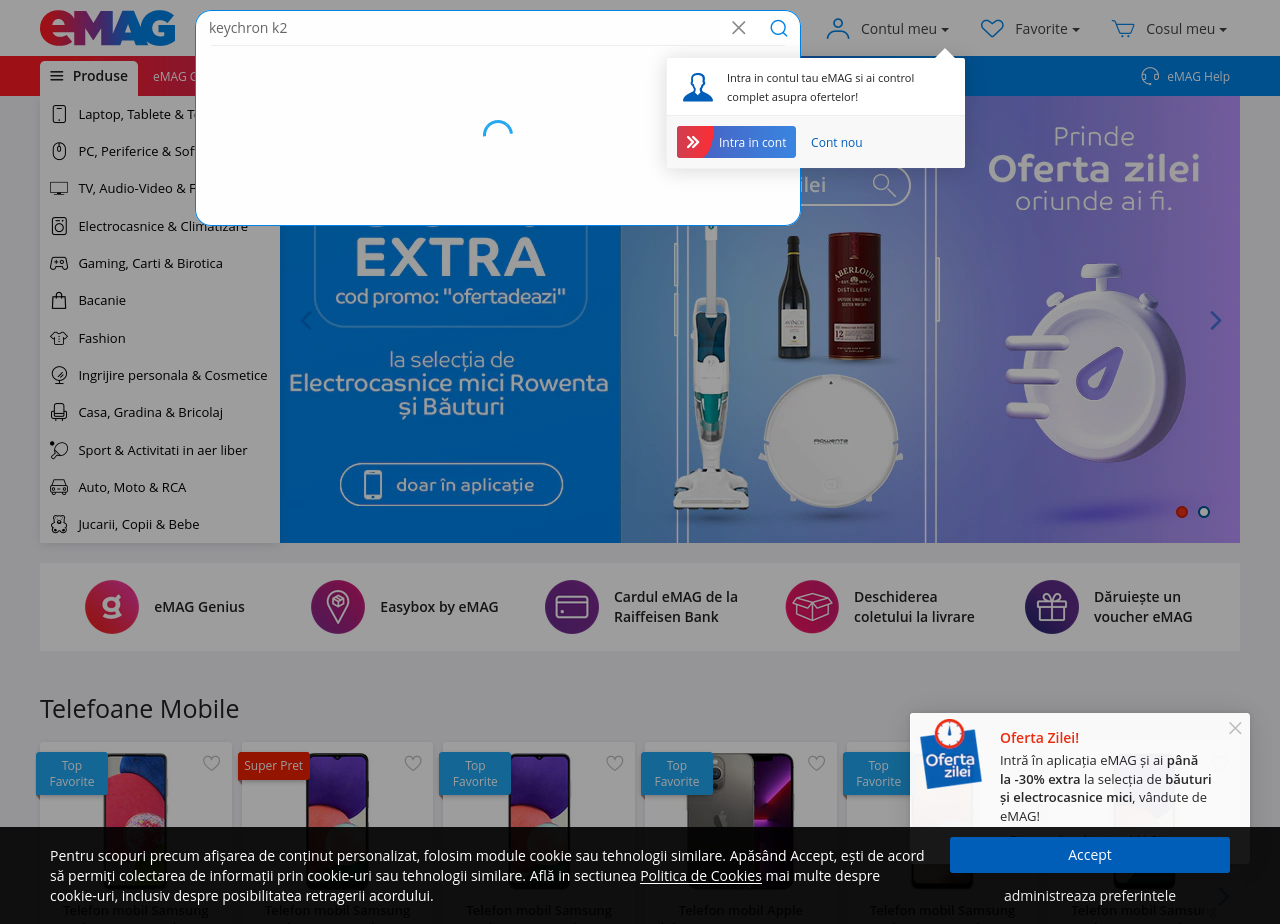 eMAG
keychron k2
Contul meu
Favorite
Cosul meu
Produse
eMAG
eMAG Help
Intra in contul tau eMAG si ai control
complet asupra ofertelor!
Intra in cont
Cont nou
Laptop, Tablete &
PC, Periferice &
TV, Audio-Video &
Electrocasnice & Climatizare
Gaming, Carti & Birotica
Bacanie
Fashion
Ingrijire personala & Cosmetice
Casa, Gradina & Bricolaj
Sport & Activitati in aer liber
Auto, Moto & RCA
Jucarii, Copii & Bebe
EXTRA
cod promo: "ofertadeazi"
la selecția de
Electrocasnice mici Rowenta
și Băuturi
doar în aplicație
zilei
ABERLOUR
DISTILLERY
12
ROWENTA
Prinde
Oferta zilei
oriunde ai fi.
eMAG Genius
Easybox by eMAG
Cardul eMAG de la
Raiffeisen Bank
Deschiderea
coletului la livrare
Dăruiește un
voucher eMAG
Telefoane Mobile
Top
Favorite
Super Pret
Top
Favorite
Top
Favorite
Top
Favorite
Oferta
zilei
Oferta Zilei!
Intră în aplicația eMAG și ai până
la -30% extra la selecția de băuturi
și electrocasnice mici, vândute de
eMAG!
Pentru scopuri precum afișarea de conținut personalizat, folosim module cookie sau tehnologii similare. Apăsând Accept, ești de acord
să permiți colectarea de informații prin cookie-uri sau tehnologii similare. Află in sectiunea Politica de Cookies mai multe despre
cookie-uri, inclusiv despre posibilitatea retragerii acordului.
Accept
administreaza preferintele
Telefon mobil Samsung
Telefon mobil Samsung
Telefon mobil Samsung
Telefon mobil Apple
Telefon mobil Samsung
Telefon mobil Samsung